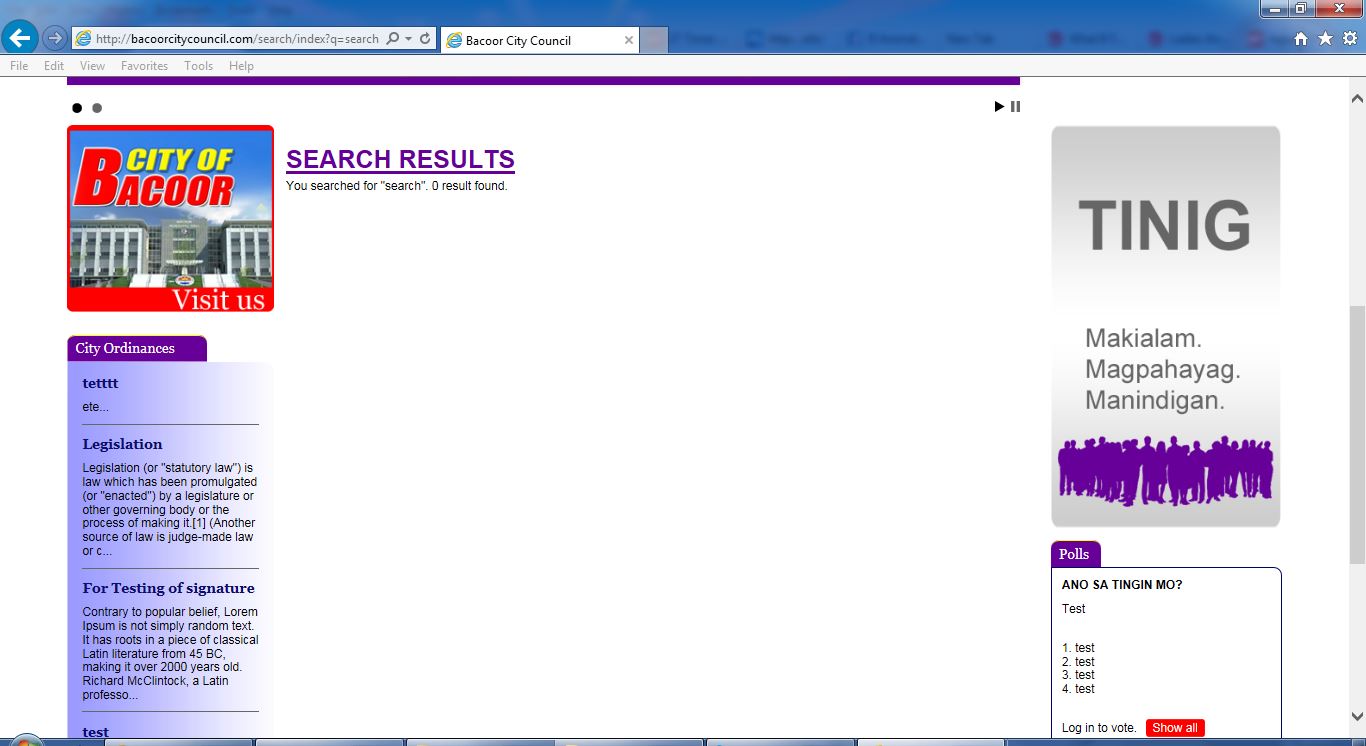 http://bacoorcitycouncil.com/search/index?q=search
Bacoor City Council
File Edit View Favorites Tools Help
CITY OF
BACOOR
Visit us
SEARCH RESULTS
You searched for "search". 0 result found.
City Ordinances
tetttt
ete...
Legislation
Legislation (or "statutory law") is
law which has been promulgated
(or "enacted") by a legislature or
other governing body or the
process of making it.[1] (Another
source of law is judge-made law
or c...
For Testing of signature
Contrary to popular belief, Lorem
Ipsum is not simply random text.
It has roots in a piece of classical
Latin literature from 45 BC,
making it over 2000 years old.
Richard McClintock, a Latin
professo...
test
TINIG
Makialam.
Magpahayag.
Manindigan.
Polls
ANO SA TINGIN MO?
Test
1. test
2. test
3. test
4. test
Log in to vote. Show all